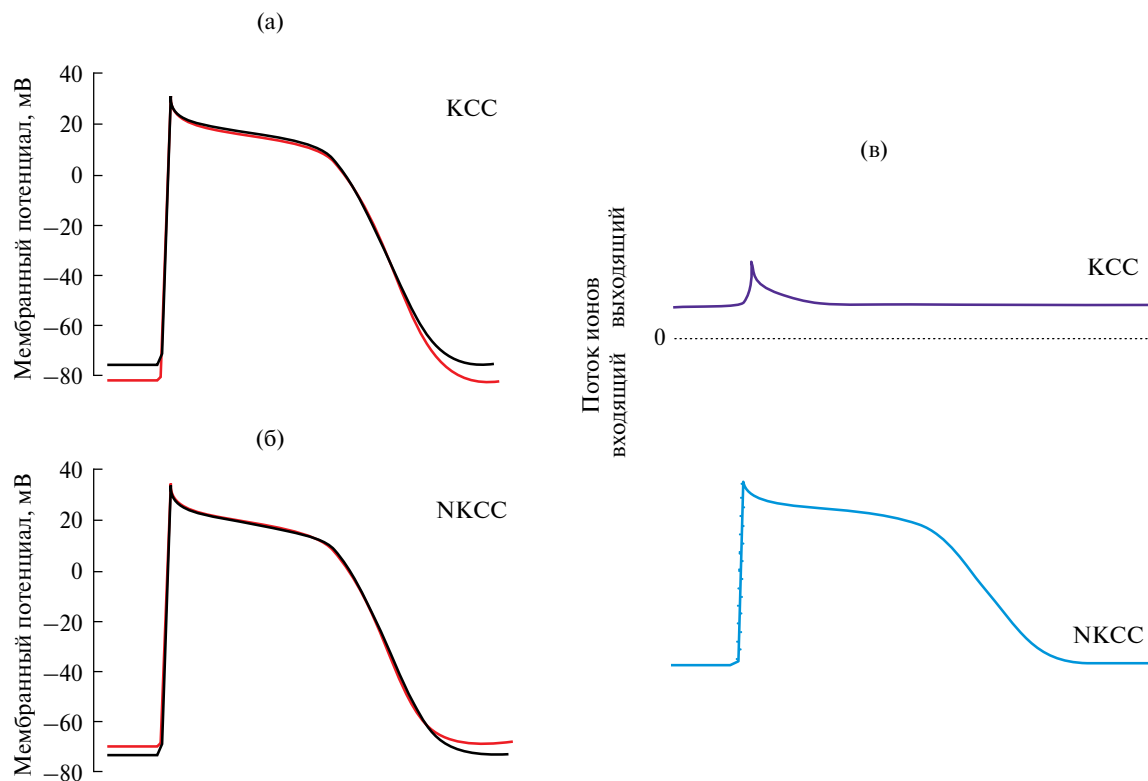 (а)
Мембранный потенциал, мВ
40
20
0
−20
−40
−60
−80
KCC
(б)
Мембранный потенциал, мВ
40
20
0
−20
−40
−60
−80
NKCC
(в)
Поток ионов
входящий выходящий
0
KCC
NKCC